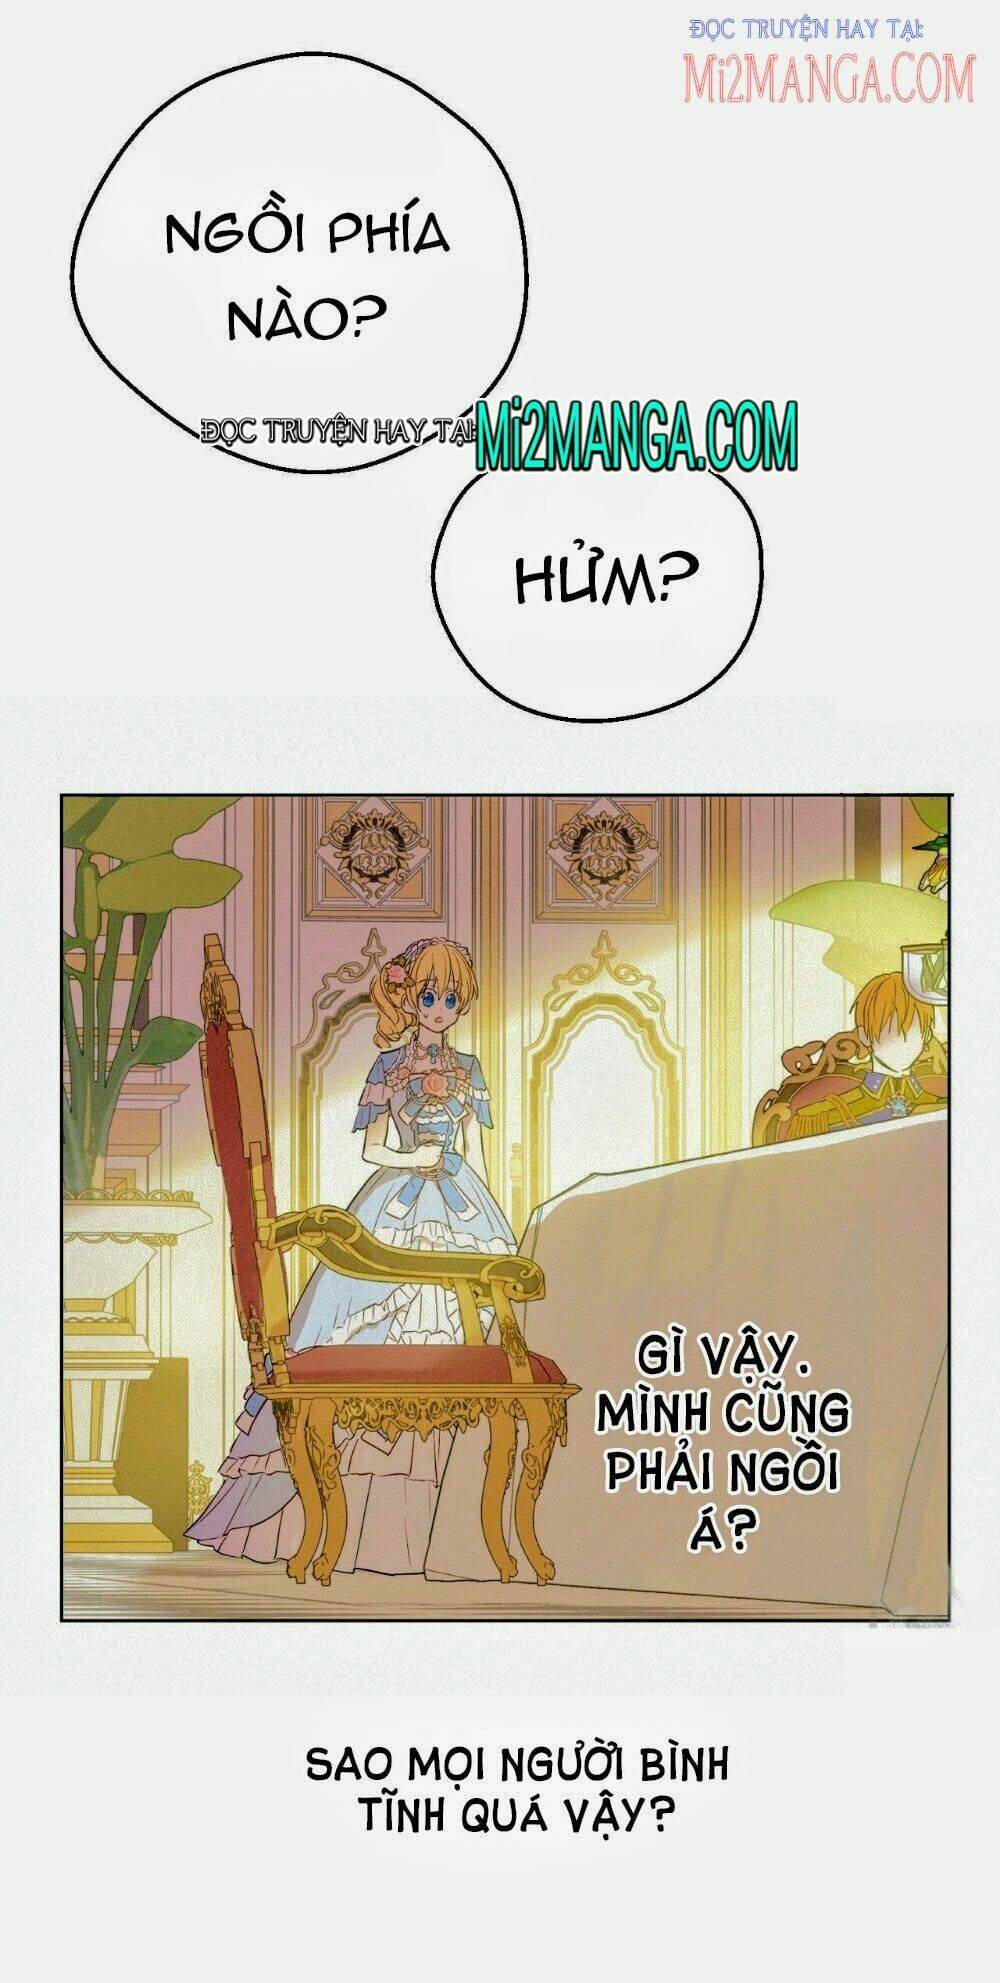 ĐỌC TRUYỆN HAY TẠI:
MI2MANGA.COM
NGỒI PHÍA
NÀO?
ĐỌC TRUYỆN HAY TẠI:
MI2MANGA.COM
HỬM?
GÌ VẬY.
MÌNH CŨNG
PHẢI NGỒI
Á?
SAO MỌI NGƯỜI BÌNH
TĨNH QUÁ VẬY?